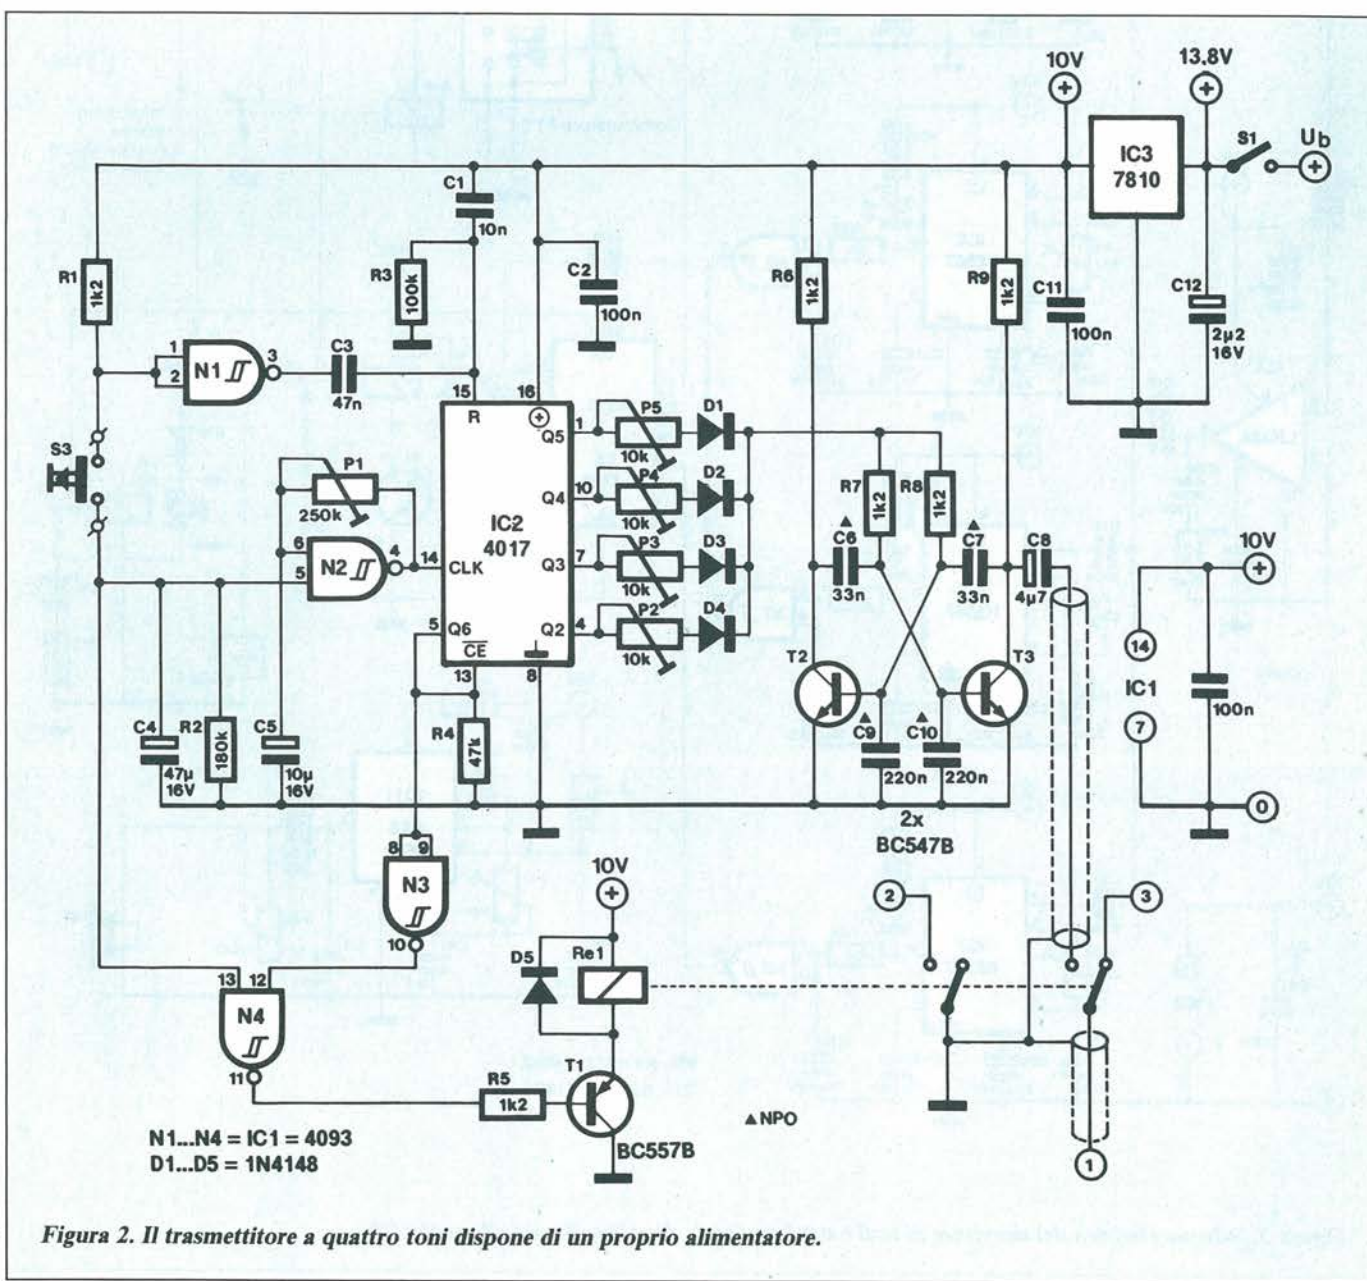 10V
13.8V
IC3
7810
S1
Ub
C1
10n
R1
1k2
R3
100k
C2
100n
R6
1k2
R9
1k2
C11
100n
C12
2µ2
16V
1
2
N1
3
C3
47n
15
R
16
S3
P1
250k
6
5
N2
4
14
CLK
IC2
4017
Q5
1
P5
10k
D1
Q4
10
P4
10k
D2
Q3
7
P3
10k
D3
Q2
4
P2
10k
D4
5
Q6
CE
13
8
R7
1k2
R8
1k2
▲
C6
33n
▲
C7
33n
C8
4µ7
10V
14
IC1
7
100n
0
T2
T3
C4
47µ
16V
R2
180k
C5
10µ
16V
R4
47k
▲
C9
220n
▲
C10
220n
2x
BC547B
8
9
N3
10
10V
2
3
D5
Re1
13
12
N4
11
R5
1k2
T1
BC557B
▲NPO
1
N1...N4 = IC1 = 4093
D1...D5 = 1N4148
Figura 2. Il trasmettitore a quattro toni dispone di un proprio alimentatore.